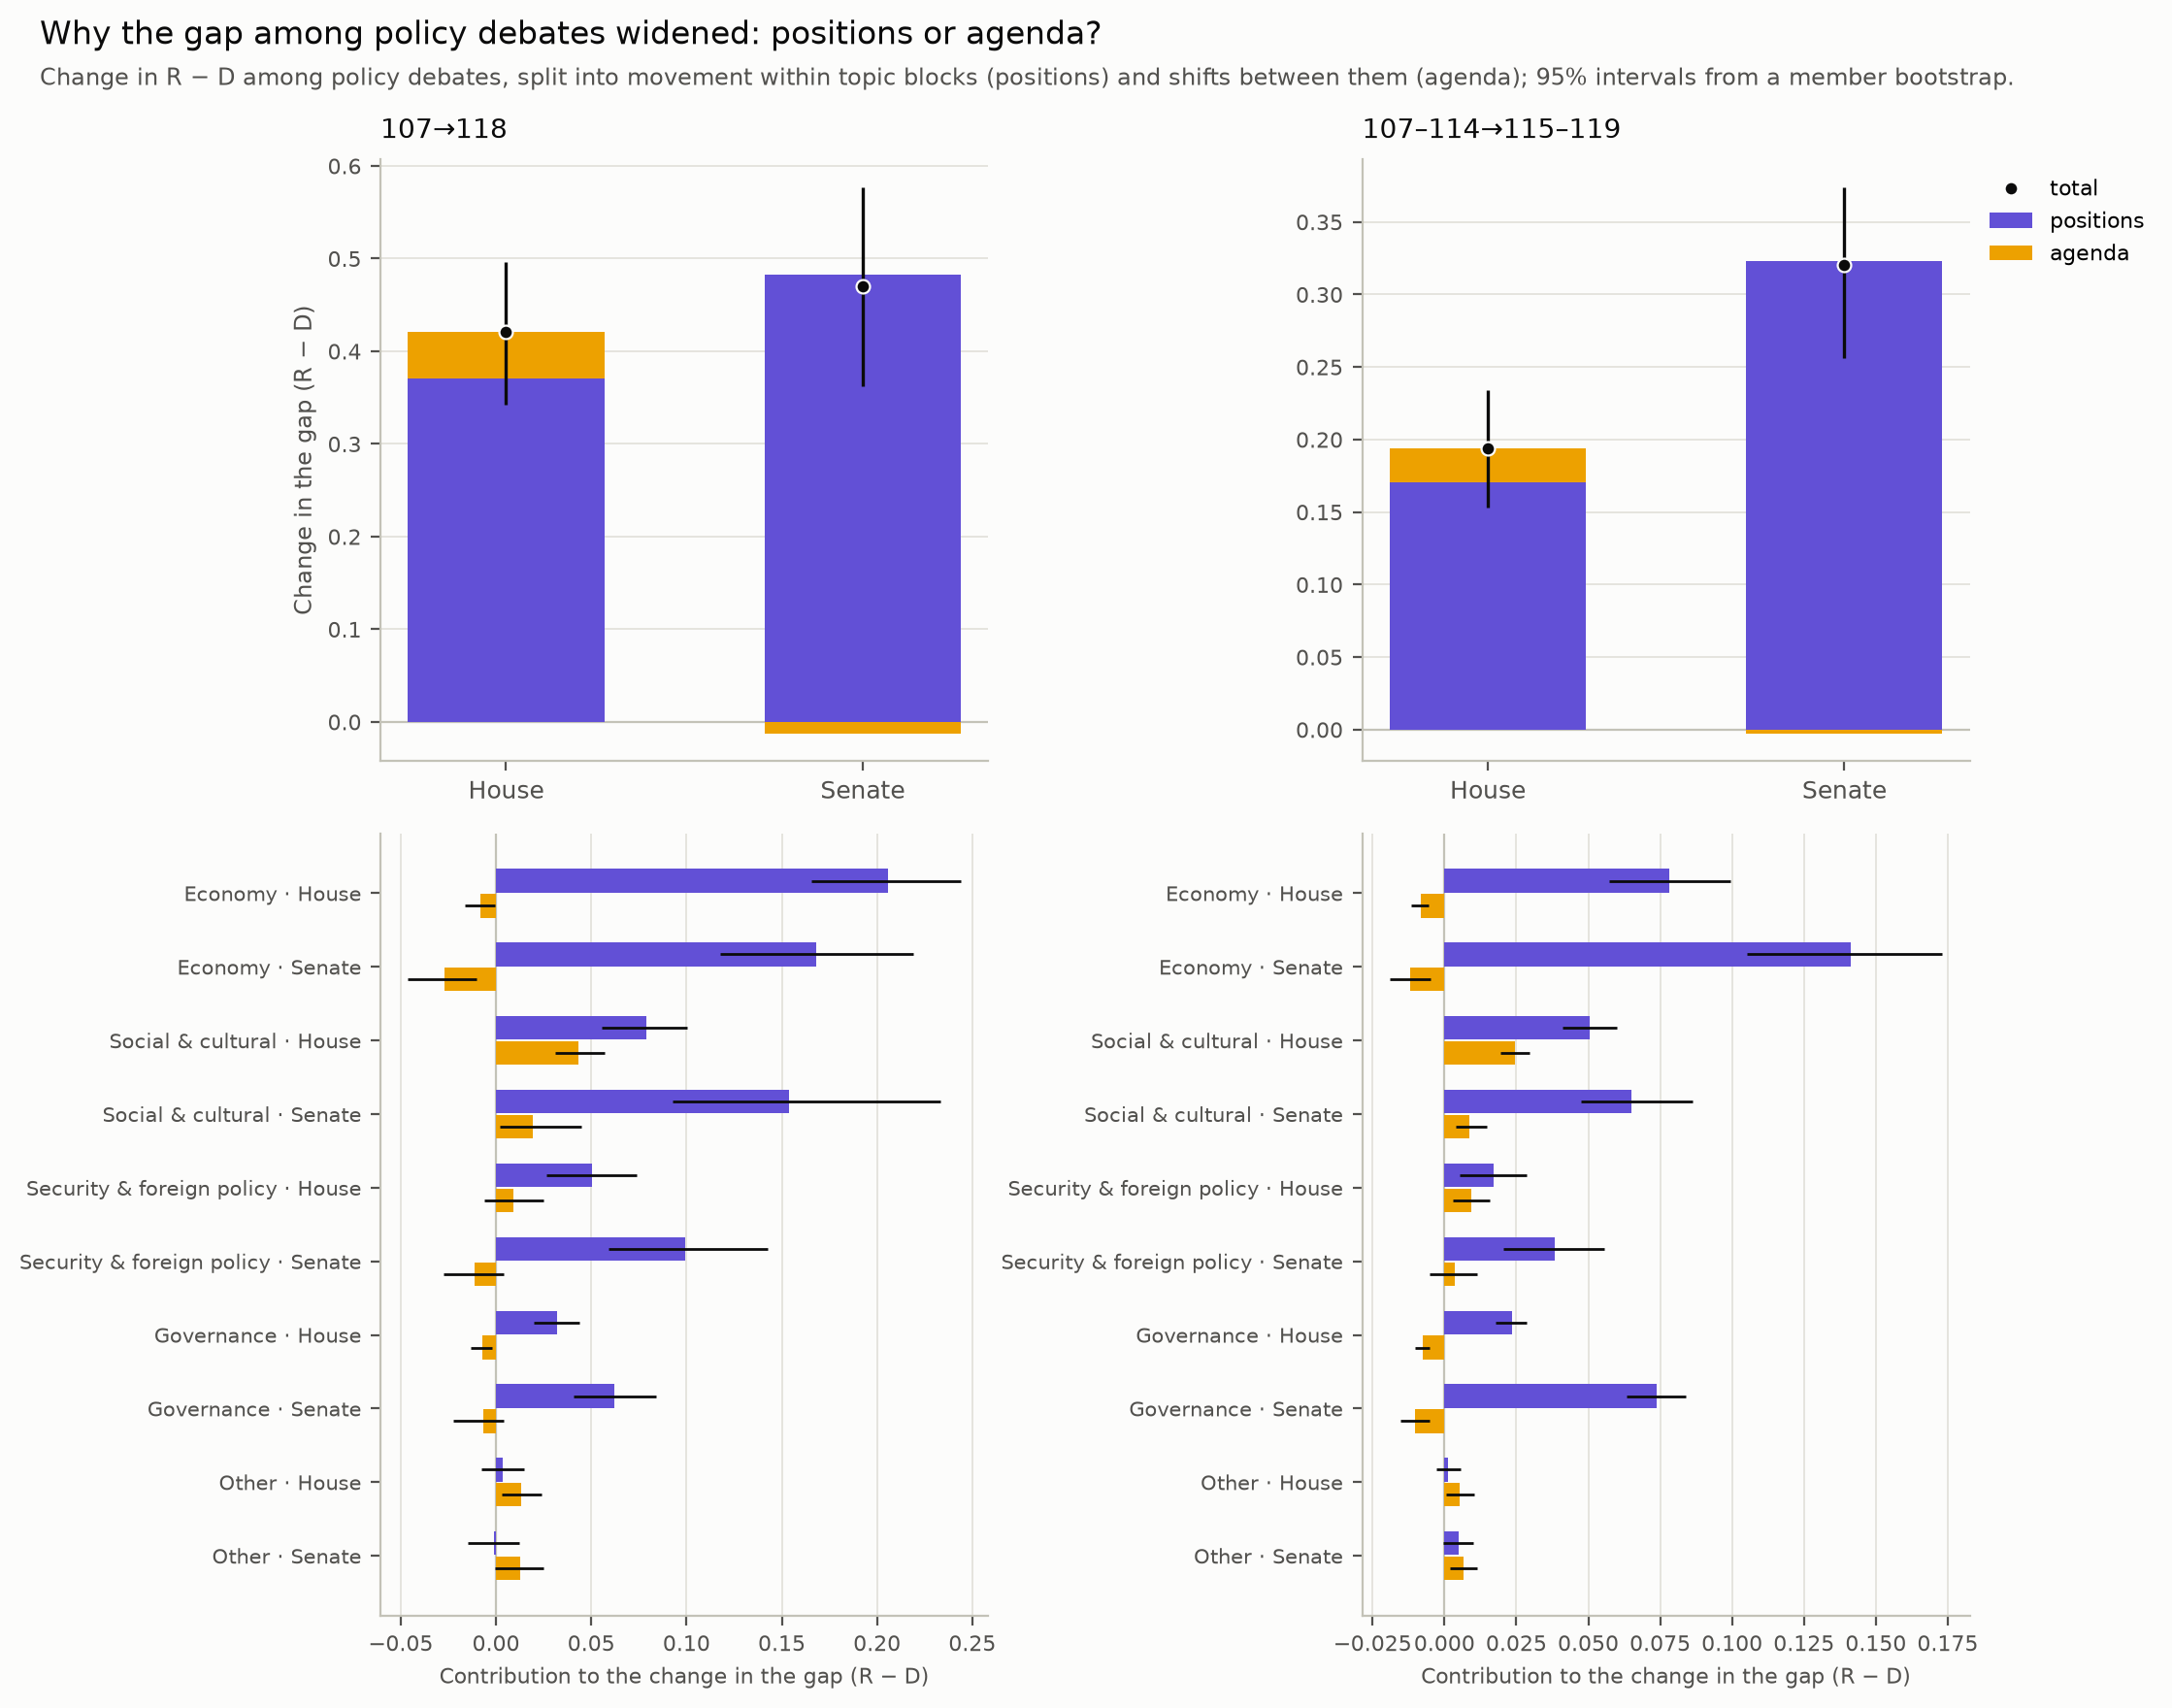 Why the gap among policy debates widened: positions or agenda?
Change in R − D among policy debates, split into movement within topic blocks (positions) and shifts between them (agenda); 95% intervals from a member bootstrap.
107→118
0.6
0.5
0.4
0.3
0.2
0.1
0.0
Change in the gap (R − D)
House
Senate
107–114→115–119
0.35
0.30
0.25
0.20
0.15
0.10
0.05
0.00
House
Senate
total
positions
agenda
Economy · House
Economy · Senate
Social & cultural · House
Social & cultural · Senate
Security & foreign policy · House
Security & foreign policy · Senate
Governance · House
Governance · Senate
Other · House
Other · Senate
−0.05 0.00 0.05 0.10 0.15 0.20 0.25
Contribution to the change in the gap (R − D)
Economy · House
Economy · Senate
Social & cultural · House
Social & cultural · Senate
Security & foreign policy · House
Security & foreign policy · Senate
Governance · House
Governance · Senate
Other · House
Other · Senate
−0.025 0.000 0.025 0.050 0.075 0.100 0.125 0.150 0.175
Contribution to the change in the gap (R − D)